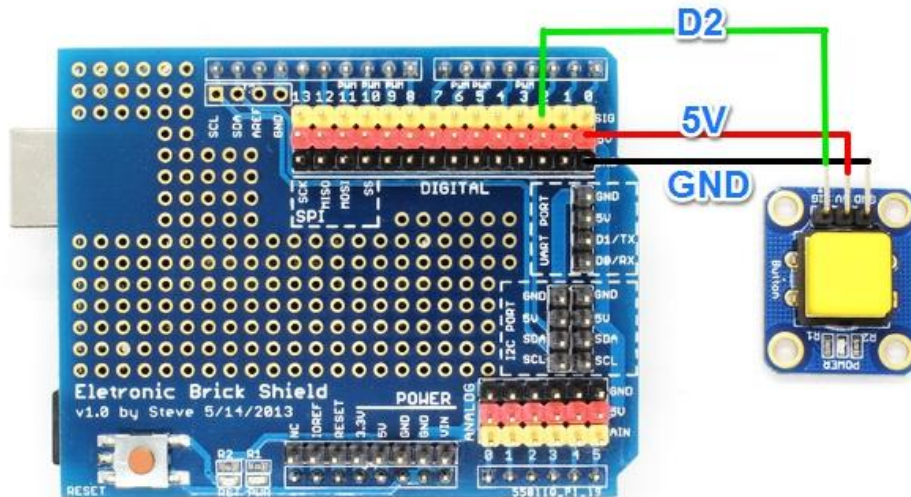 D2
5V
GND
PWM PWM PWM PWM PWM PWM
13 12 11 10 9 8 7 6 5 4 3 2 1 0
SIG
5V
SCL
SDA
AREF
GND
DIGITAL
SCK
MISO
MOSI
SS
SPI
UART PORT
GND
5V
D1/TX
D0/RX
I2C PORT
GND GND
5V 5V
SDA SDA
SCL SCL
Button
R1
R2
POWER
Eletronic Brick Shield
v1.0 by Steve 5/14/2013
POWER
NC
IOREF
RESET
3.3V
5V
GND
GND
VIN
ANALOG
GND
5V
AIN
0 1 2 3 4 5
R2 R1
RESET